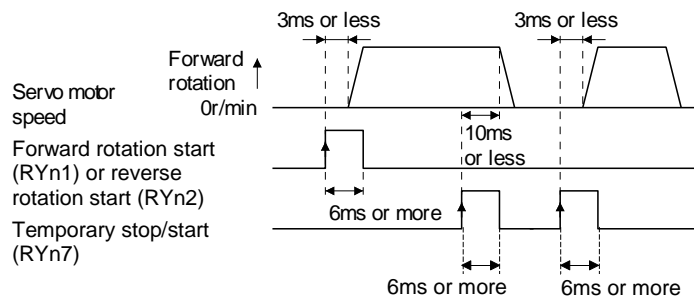 3ms or less
3ms or less
Forward
rotation
0r/min
Servo motor
speed
10ms
or less
Forward rotation start
(RYn1) or reverse
rotation start (RYn2)
6ms or more
Temporary stop/start
(RYn7)
6ms or more
6ms or more